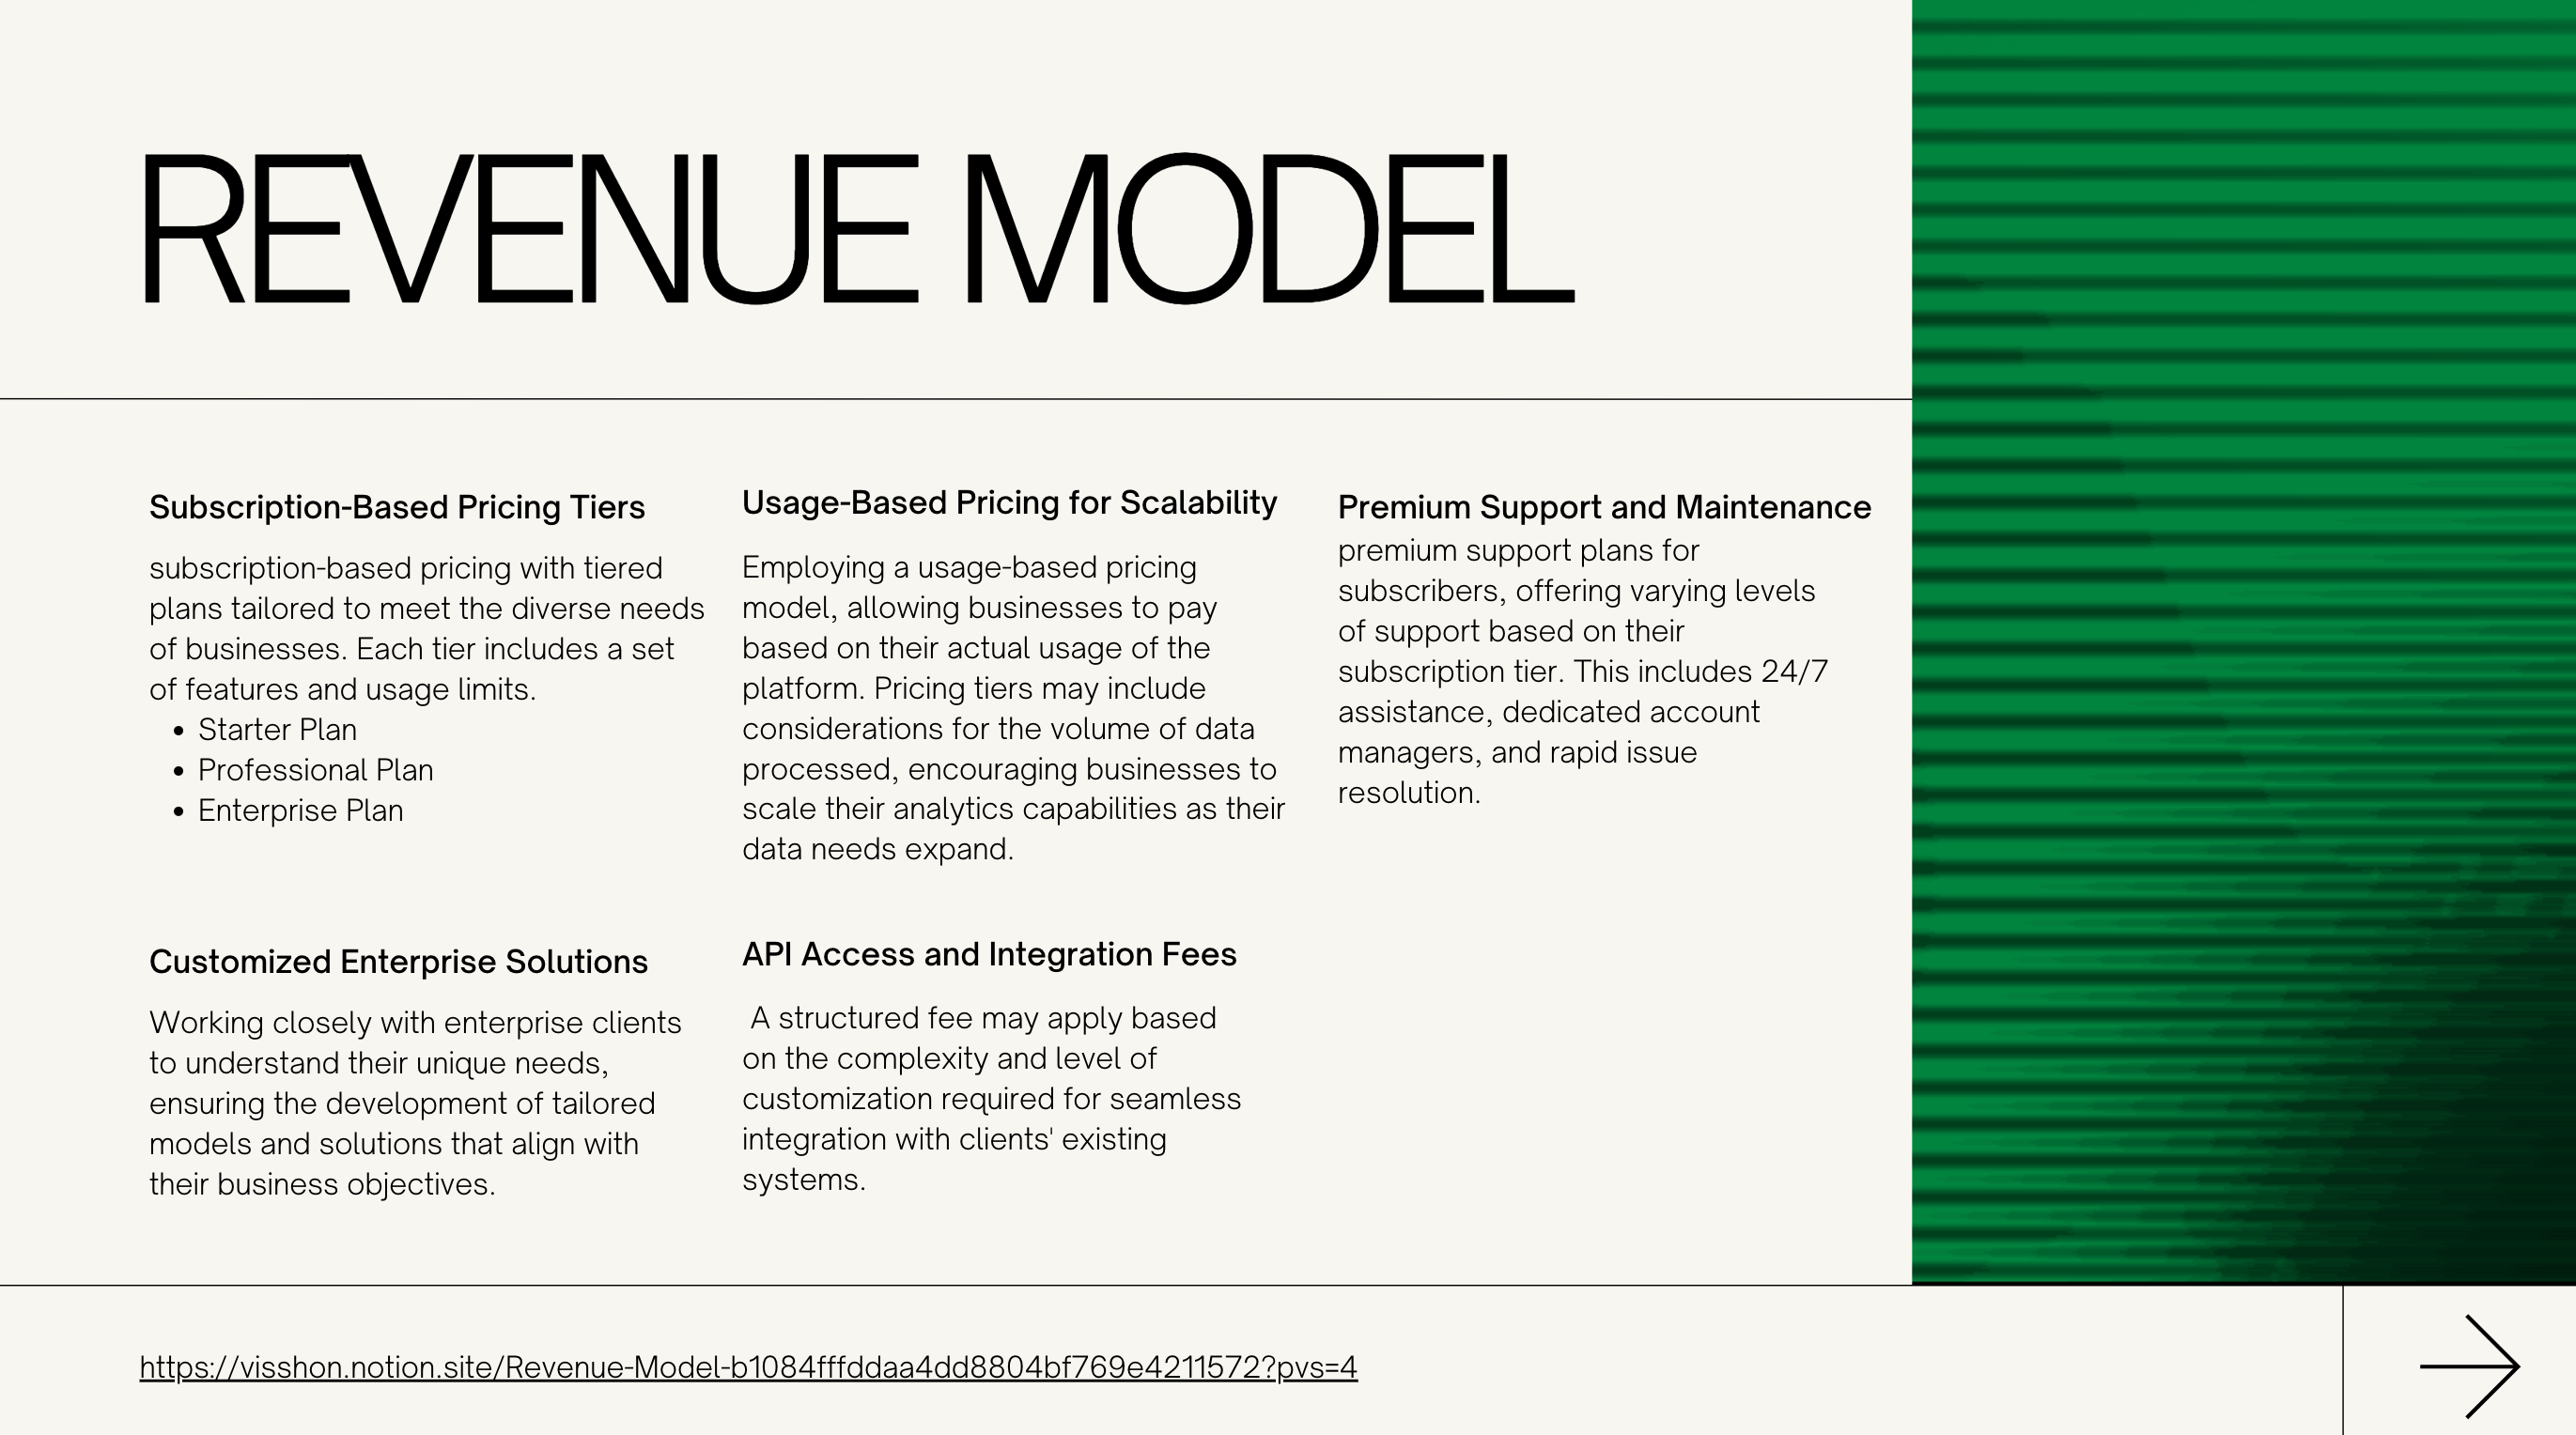 REVENUE MODEL
Subscription-Based Pricing Tiers
subscription-based pricing with tiered
plans tailored to meet the diverse needs
of businesses. Each tier includes a set
of features and usage limits.
• Starter Plan
• Professional Plan
• Enterprise Plan
Usage-Based Pricing for Scalability
Employing a usage-based pricing
model, allowing businesses to pay
based on their actual usage of the
platform. Pricing tiers may include
considerations for the volume of data
processed, encouraging businesses to
scale their analytics capabilities as their
data needs expand.
Premium Support and Maintenance
premium support plans for
subscribers, offering varying levels
of support based on their
subscription tier. This includes 24/7
assistance, dedicated account
managers, and rapid issue
resolution.
Customized Enterprise Solutions
Working closely with enterprise clients
to understand their unique needs,
ensuring the development of tailored
models and solutions that align with
their business objectives.
API Access and Integration Fees
A structured fee may apply based
on the complexity and level of
customization required for seamless
integration with clients' existing
systems.
https://visshon.notion.site/Revenue-Model-b1084fffddaa4dd8804bf769e4211572?pvs=4